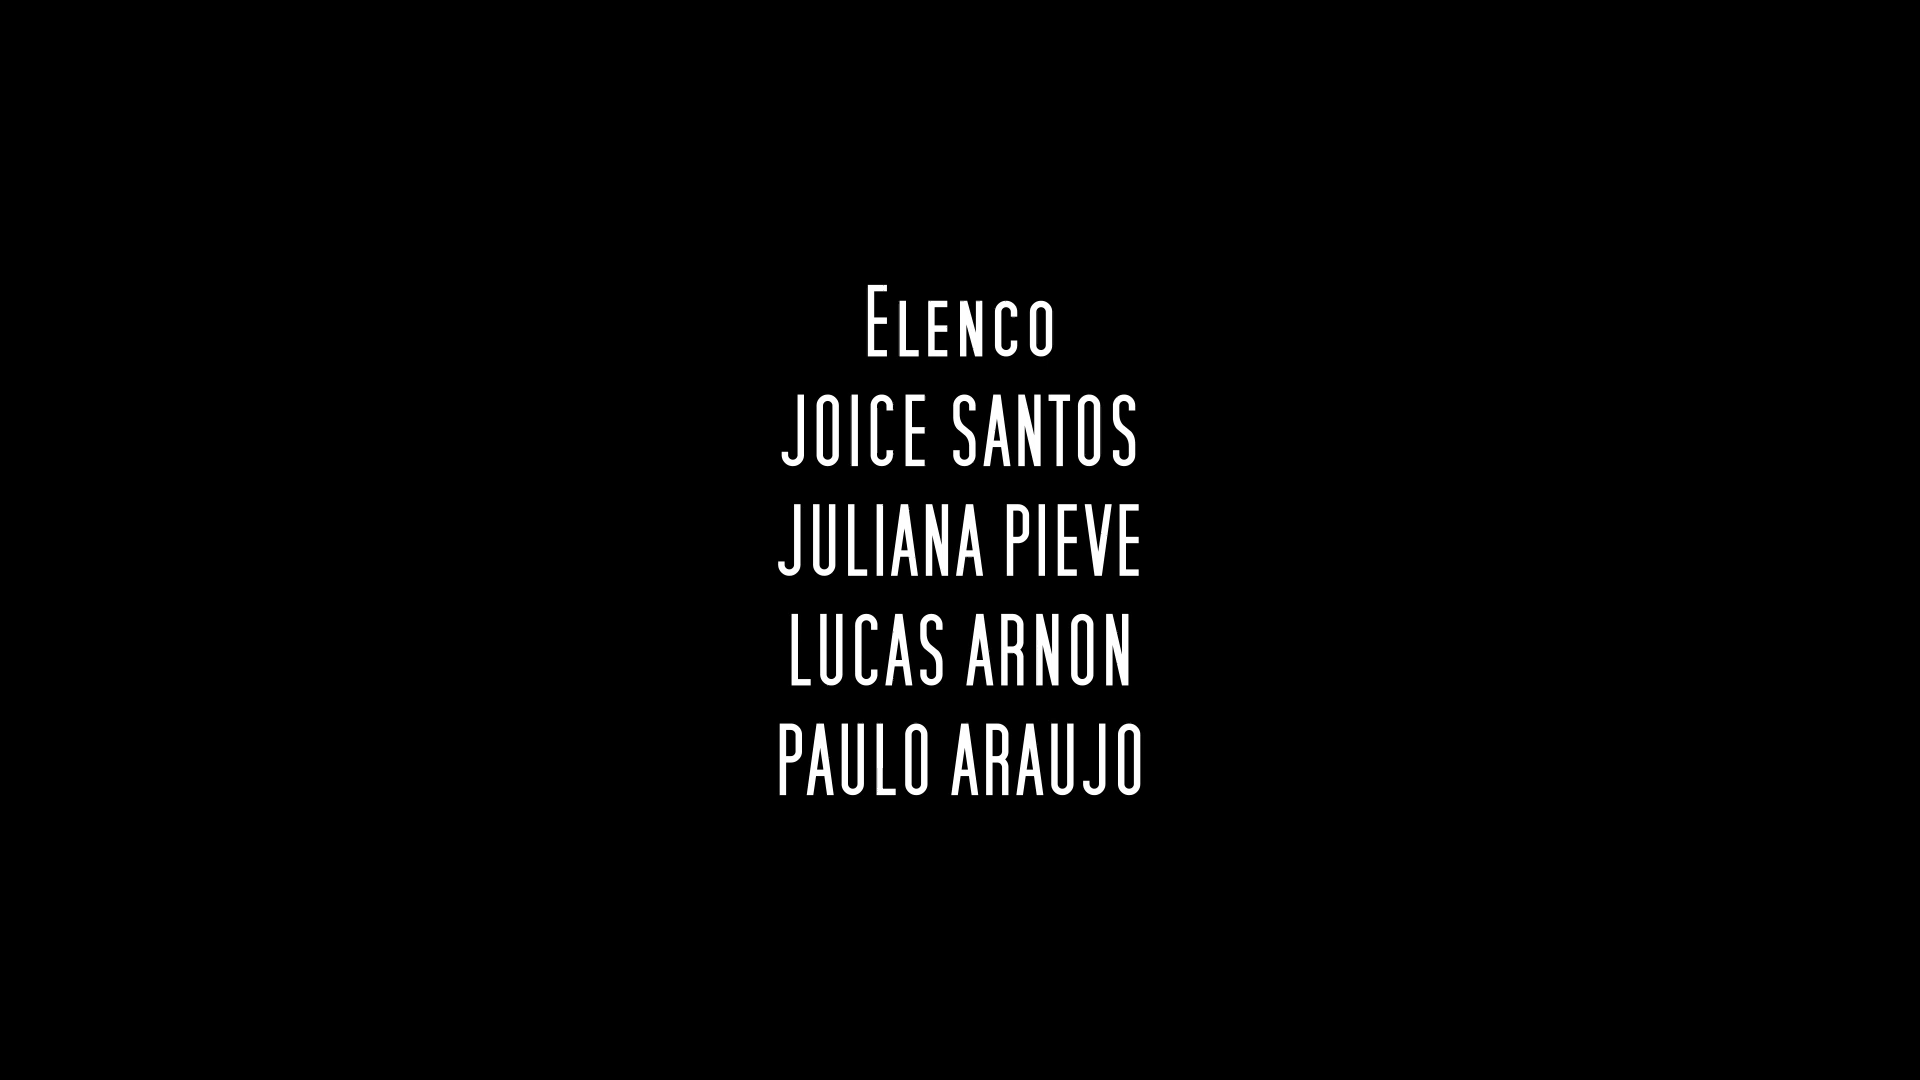 Elenco
JOICE SANTOS
JULIANA PIEVE
LUCAS ARNON
PAULO ARAUJO